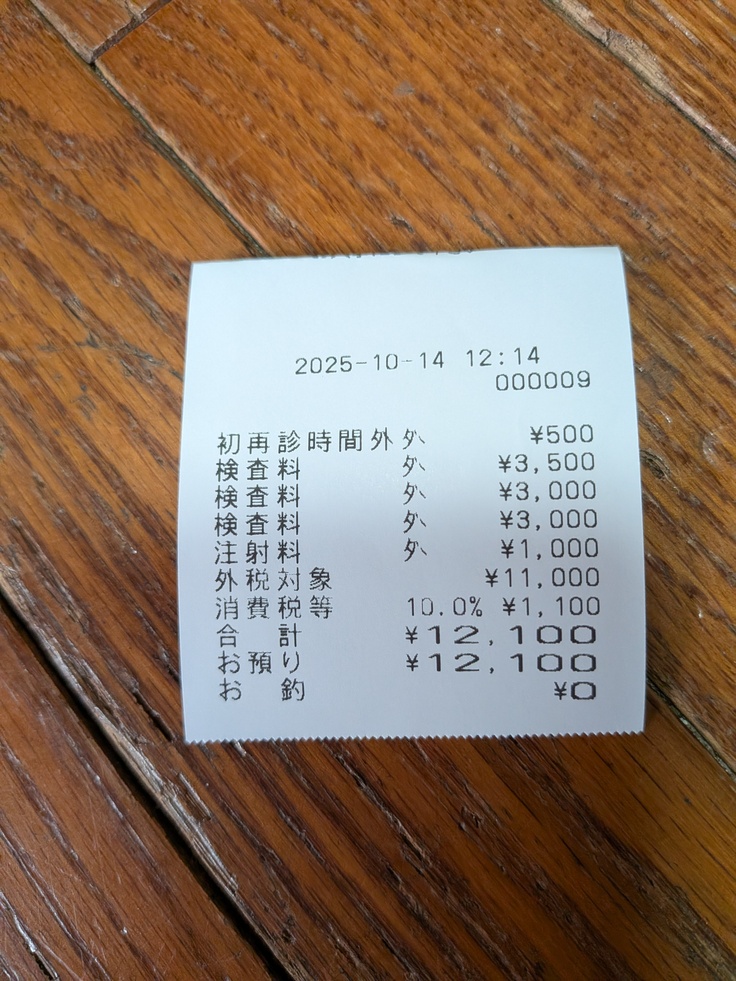 2025-10-14 12:14
000009
初再診時間外 外 ¥500
検査料 外 ¥3,500
検査料 外 ¥3,000
検査料 外 ¥3,000
注射料 外 ¥1,000
外税対象 ¥11,000
消費税等 10.0% ¥1,100
合 計 ¥12,100
お預り ¥12,100
お 釣 ¥0